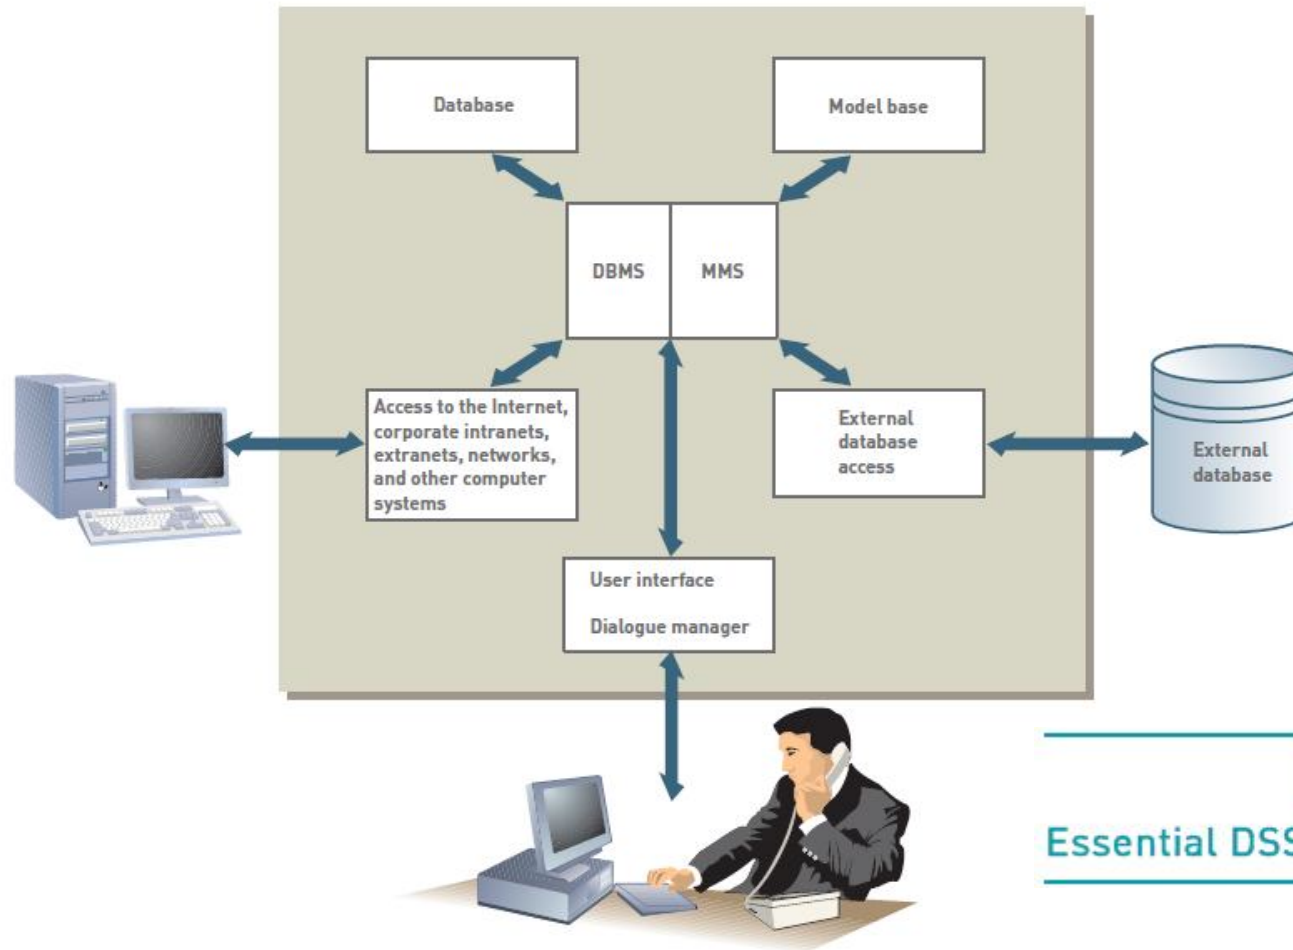 Database
Model base
DBMS
MMS
Access to the Internet,
corporate intranets,
extranets, networks,
and other computer
systems
External
database
access
External
database
User interface
Dialogue manager
Essential DSS